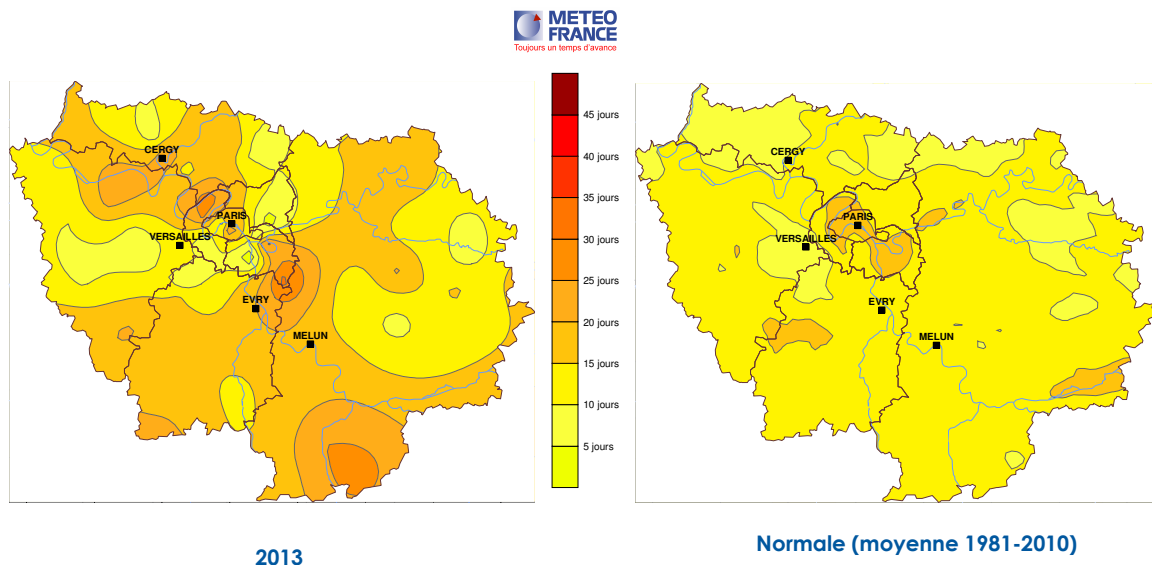 METEO
FRANCE
Toujours un temps d'avance
CERGY
PARIS
VERSAILLES
EVRY
MELUN
45 jours
40 jours
35 jours
30 jours
25 jours
20 jours
15 jours
10 jours
5 jours
CERGY
PARIS
VERSAILLES
EVRY
MELUN
2013
Normale (moyenne 1981-2010)